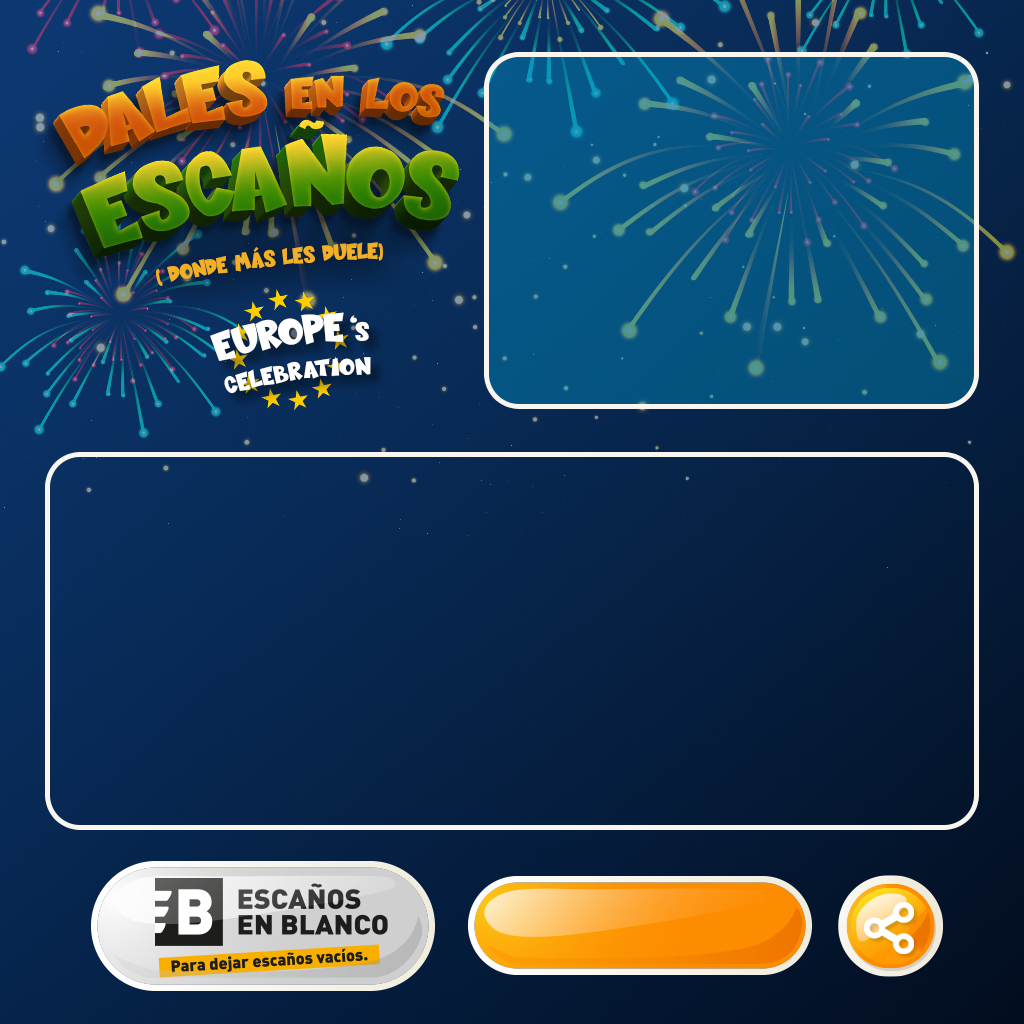 DALES EN LOS
ESCAÑOS
( DONDE MÁS LES DUELE)
EUROPE 's
CELEBRATION
EB ESCAÑOS
EN BLANCO
Para dejar escaños vacíos.